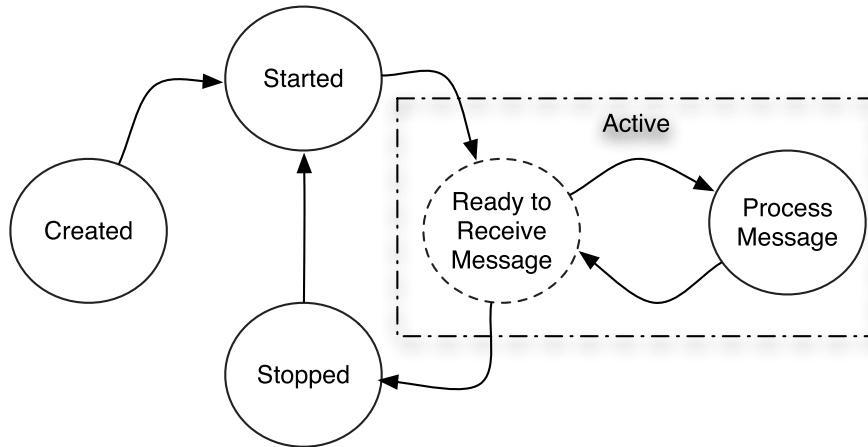 Started
Active
Created
Ready to
Receive
Message
Process
Message
Stopped